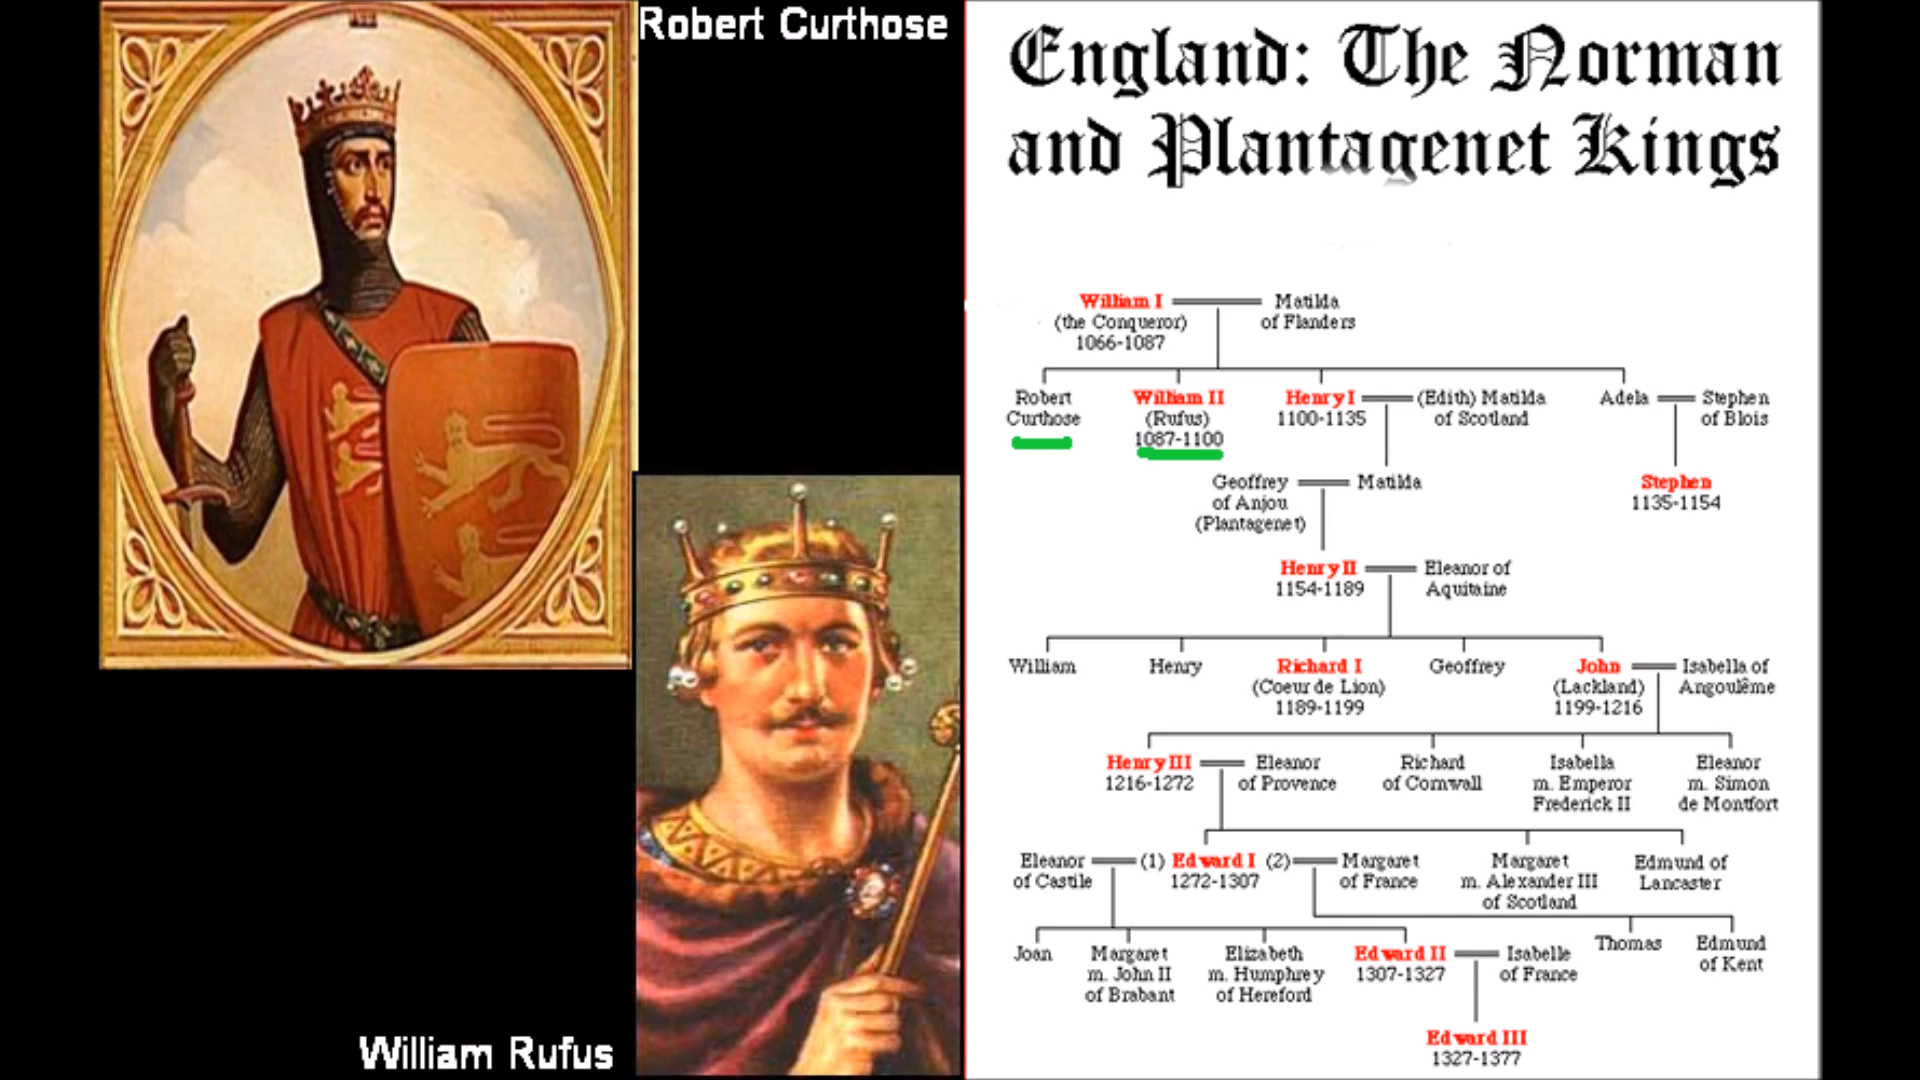 Robert Curthose
William Rufus
England: The Norman
and Plantagenet Kings
William I Matilda
(the Conqueror) of Flanders
1066-1087
Robert William II Henry I (Edith) Matilda Adela Stephen
Curthose (Rufus) 1100-1135 of Scotland of Blois
1087-1100
Geoffrey Matilda Stephen
of Anjou 1135-1154
(Plantagenet)
Henry II Eleanor of
1154-1189 Aquitaine
William Henry Richard I Geoffrey John Isabella of
(Coeur de Lion) (Lackland) Angoulême
1189-1199 1199-1216
Henry III Eleanor Richard Isabella Eleanor
1216-1272 of Provence of Cornwall m. Emperor m. Simon
Frederick II de Montfort
Eleanor (1) Edward I (2) Margaret Margaret Edmund of
of Castile 1272-1307 of France m. Alexander III Lancaster
of Scotland
Joan Margaret Elizabeth Edward II Isabelle Thomas Edmund
m. John II m. Humphrey 1307-1327 of France of Kent
of Brabant of Hereford
Edward III
1327-1377